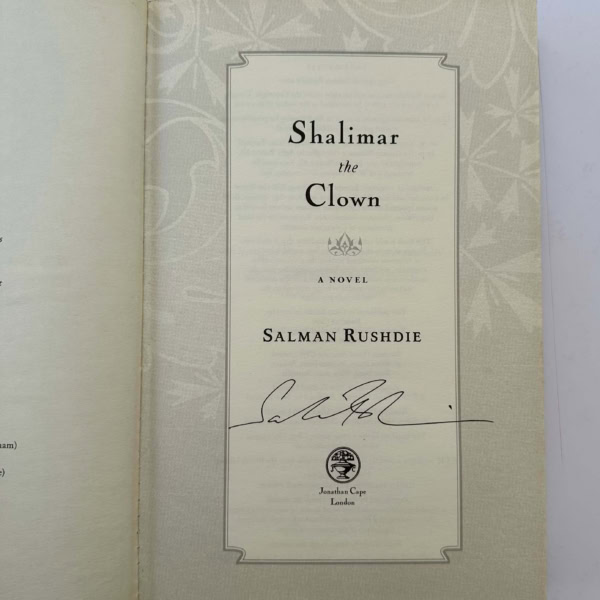 Shalimar
the
Clown
A NOVEL
SALMAN RUSHDIE
Jonathan Cape
London